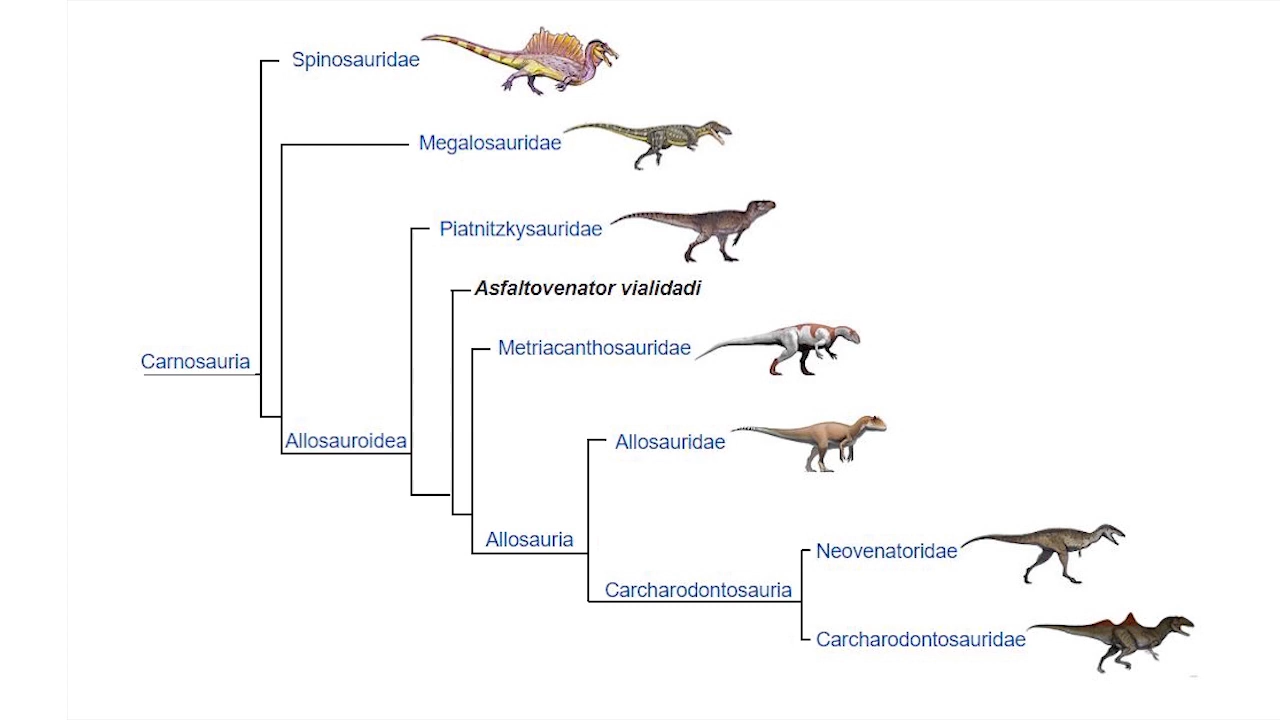 Spinosauridae
Megalosauridae
Piatnitzkysauridae
Asfaltovenator vialidadi
Metriacanthosauridae
Carnosauria
Allosauroidea
Allosauridae
Allosauria
Neovenatoridae
Carcharodontosauria
Carcharodontosauridae